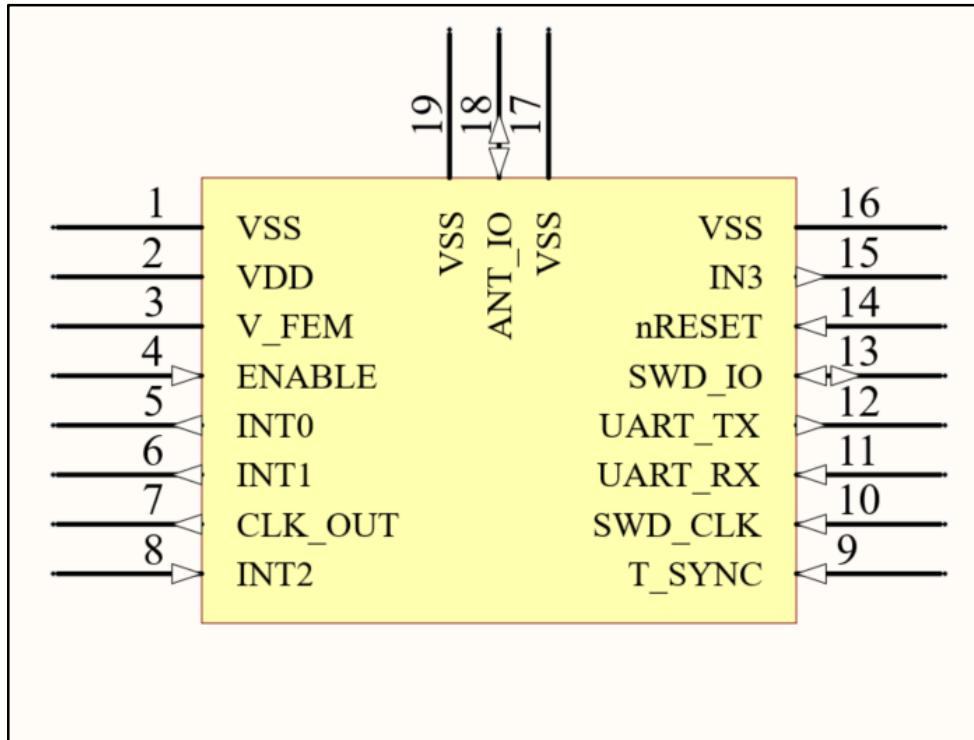 19 18 17
VSS ANT_IO VSS
1 VSS VSS 16
2 VDD IN3 15
3 V_FEM nRESET 14
4 ENABLE SWD_IO 13
5 INT0 UART_TX 12
6 INT1 UART_RX 11
7 CLK_OUT SWD_CLK 10
8 INT2 T_SYNC 9